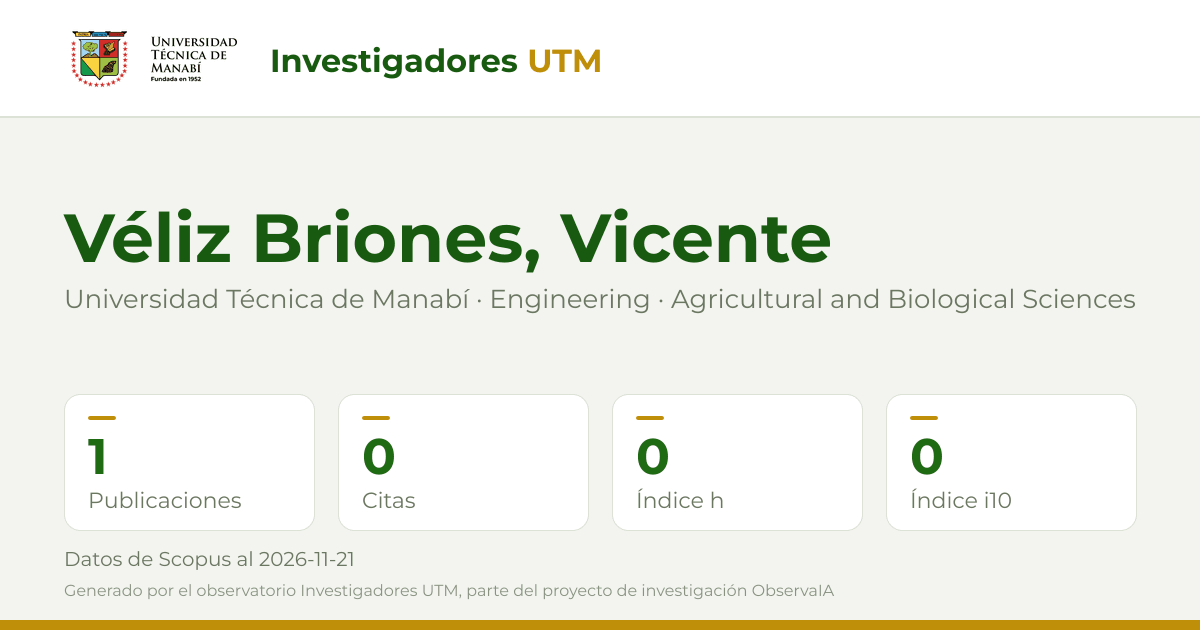 UNIVERSIDAD
TÉCNICA DE
MANABÍ
Fundada en 1952
Investigadores UTM
Véliz Briones, Vicente
Universidad Técnica de Manabí · Engineering · Agricultural and Biological Sciences
1
Publicaciones
0
Citas
0
Índice h
0
Índice i10
Datos de Scopus al 2026-11-21
Generado por el observatorio Investigadores UTM, parte del proyecto de investigación ObservaIA